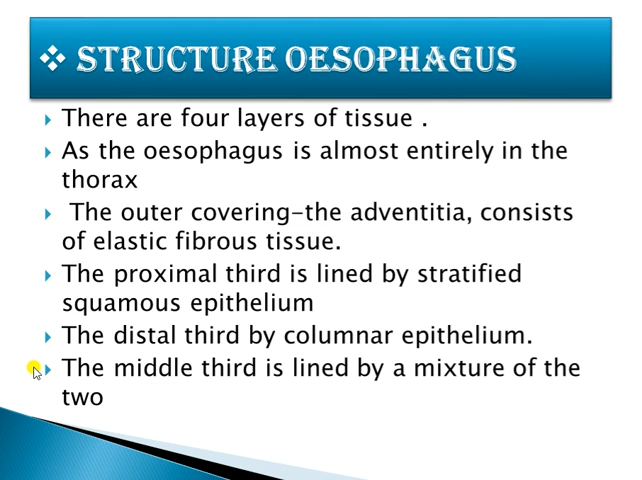 ❖ STRUCTURE OESOPHAGUS
There are four layers of tissue .
As the oesophagus is almost entirely in the
thorax
The outer covering-the adventitia, consists
of elastic fibrous tissue.
The proximal third is lined by stratified
squamous epithelium
The distal third by columnar epithelium.
The middle third is lined by a mixture of the
two